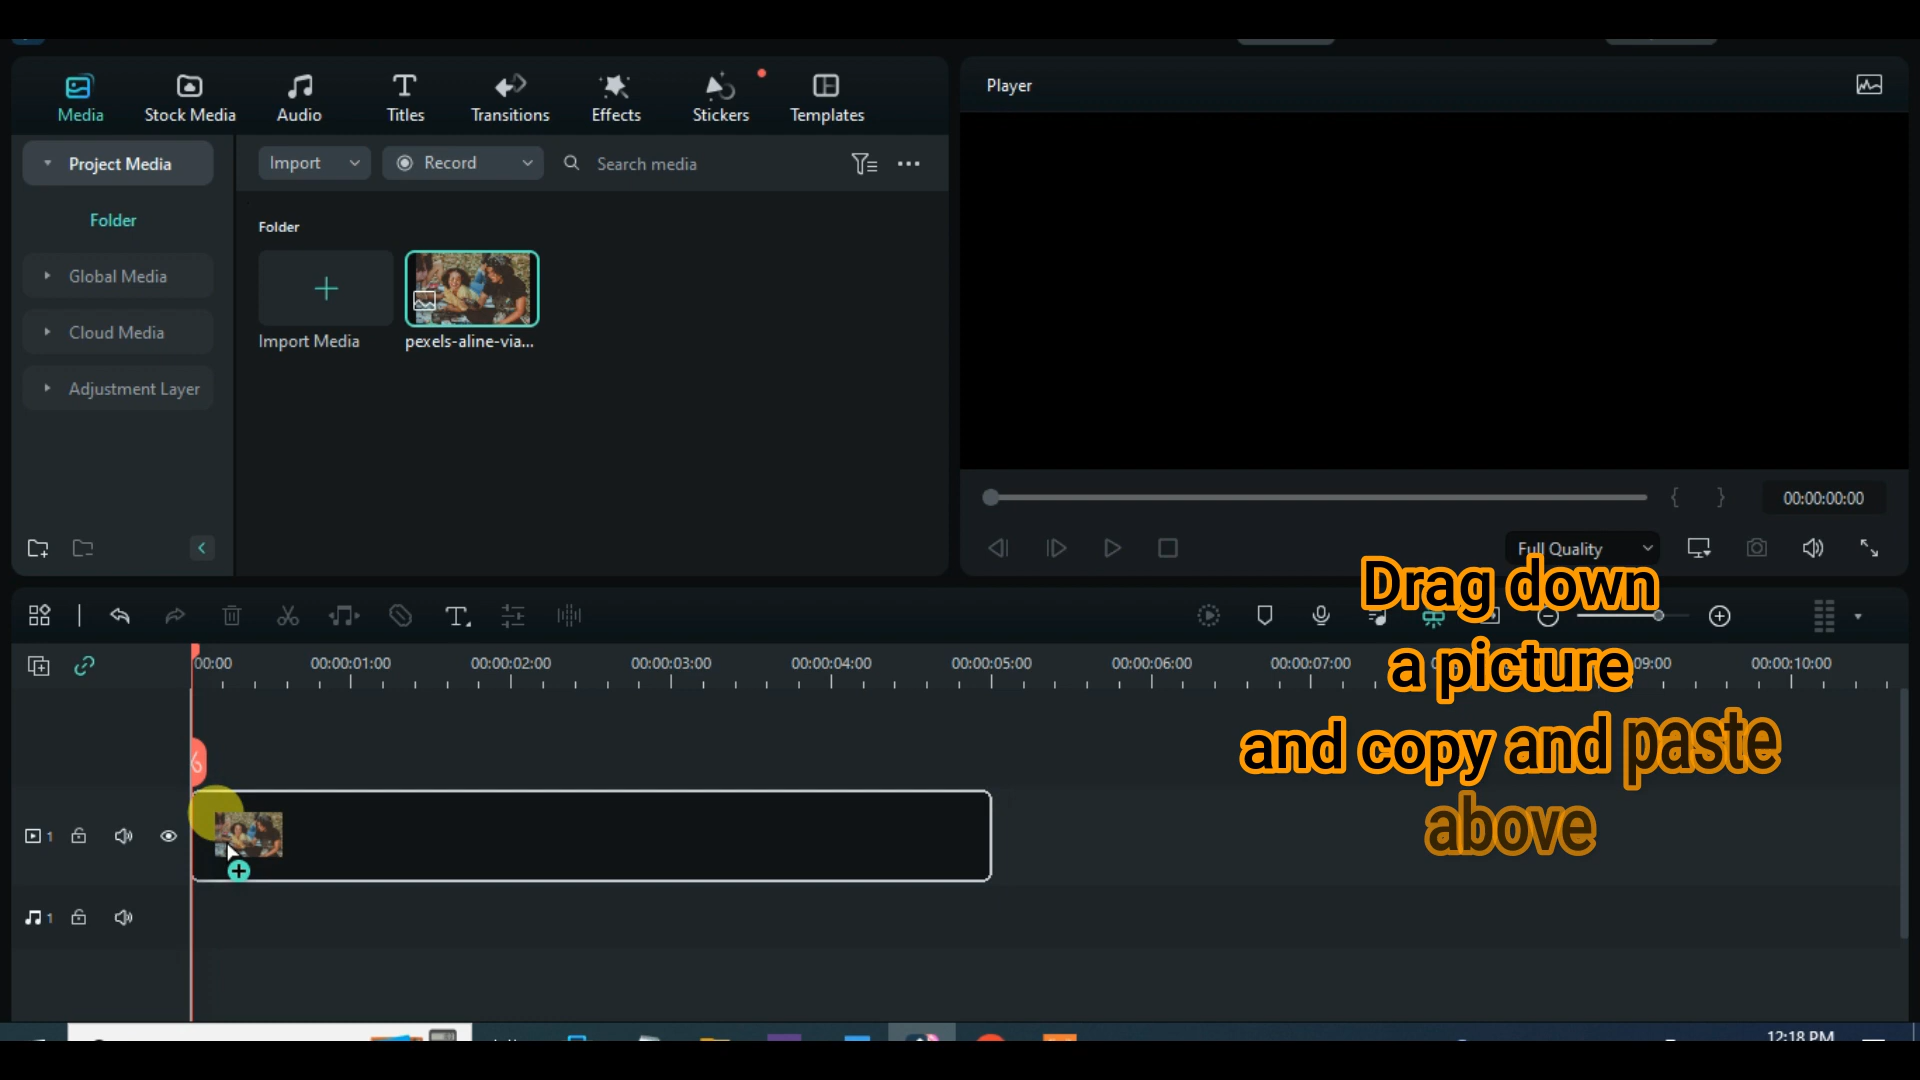 Media
Stock Media
Audio
Titles
Transitions
Effects
Stickers
Templates
Player
Project Media
Import
Record
Search media
Folder
Folder
Global Media
Cloud Media
Adjustment Layer
Import Media
pexels-aline-via...
{ }
00:00:00:00
Full Quality
00:00
00:00:01:00
00:00:02:00
00:00:03:00
00:00:04:00
00:00:05:00
00:00:06:00
00:00:07:00
09:00
00:00:10:00
Drag down
a picture
and copy and paste
above
1
1
12:18 PM